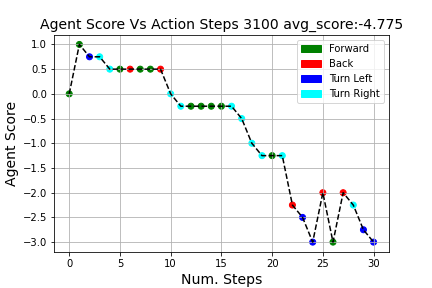 Agent Score Vs Action Steps 3100 avg_score:-4.775
Agent Score
1.0
0.5
0.0
−0.5
−1.0
−1.5
−2.0
−2.5
−3.0
Forward
Back
Turn Left
Turn Right
0 5 10 15 20 25 30
Num. Steps